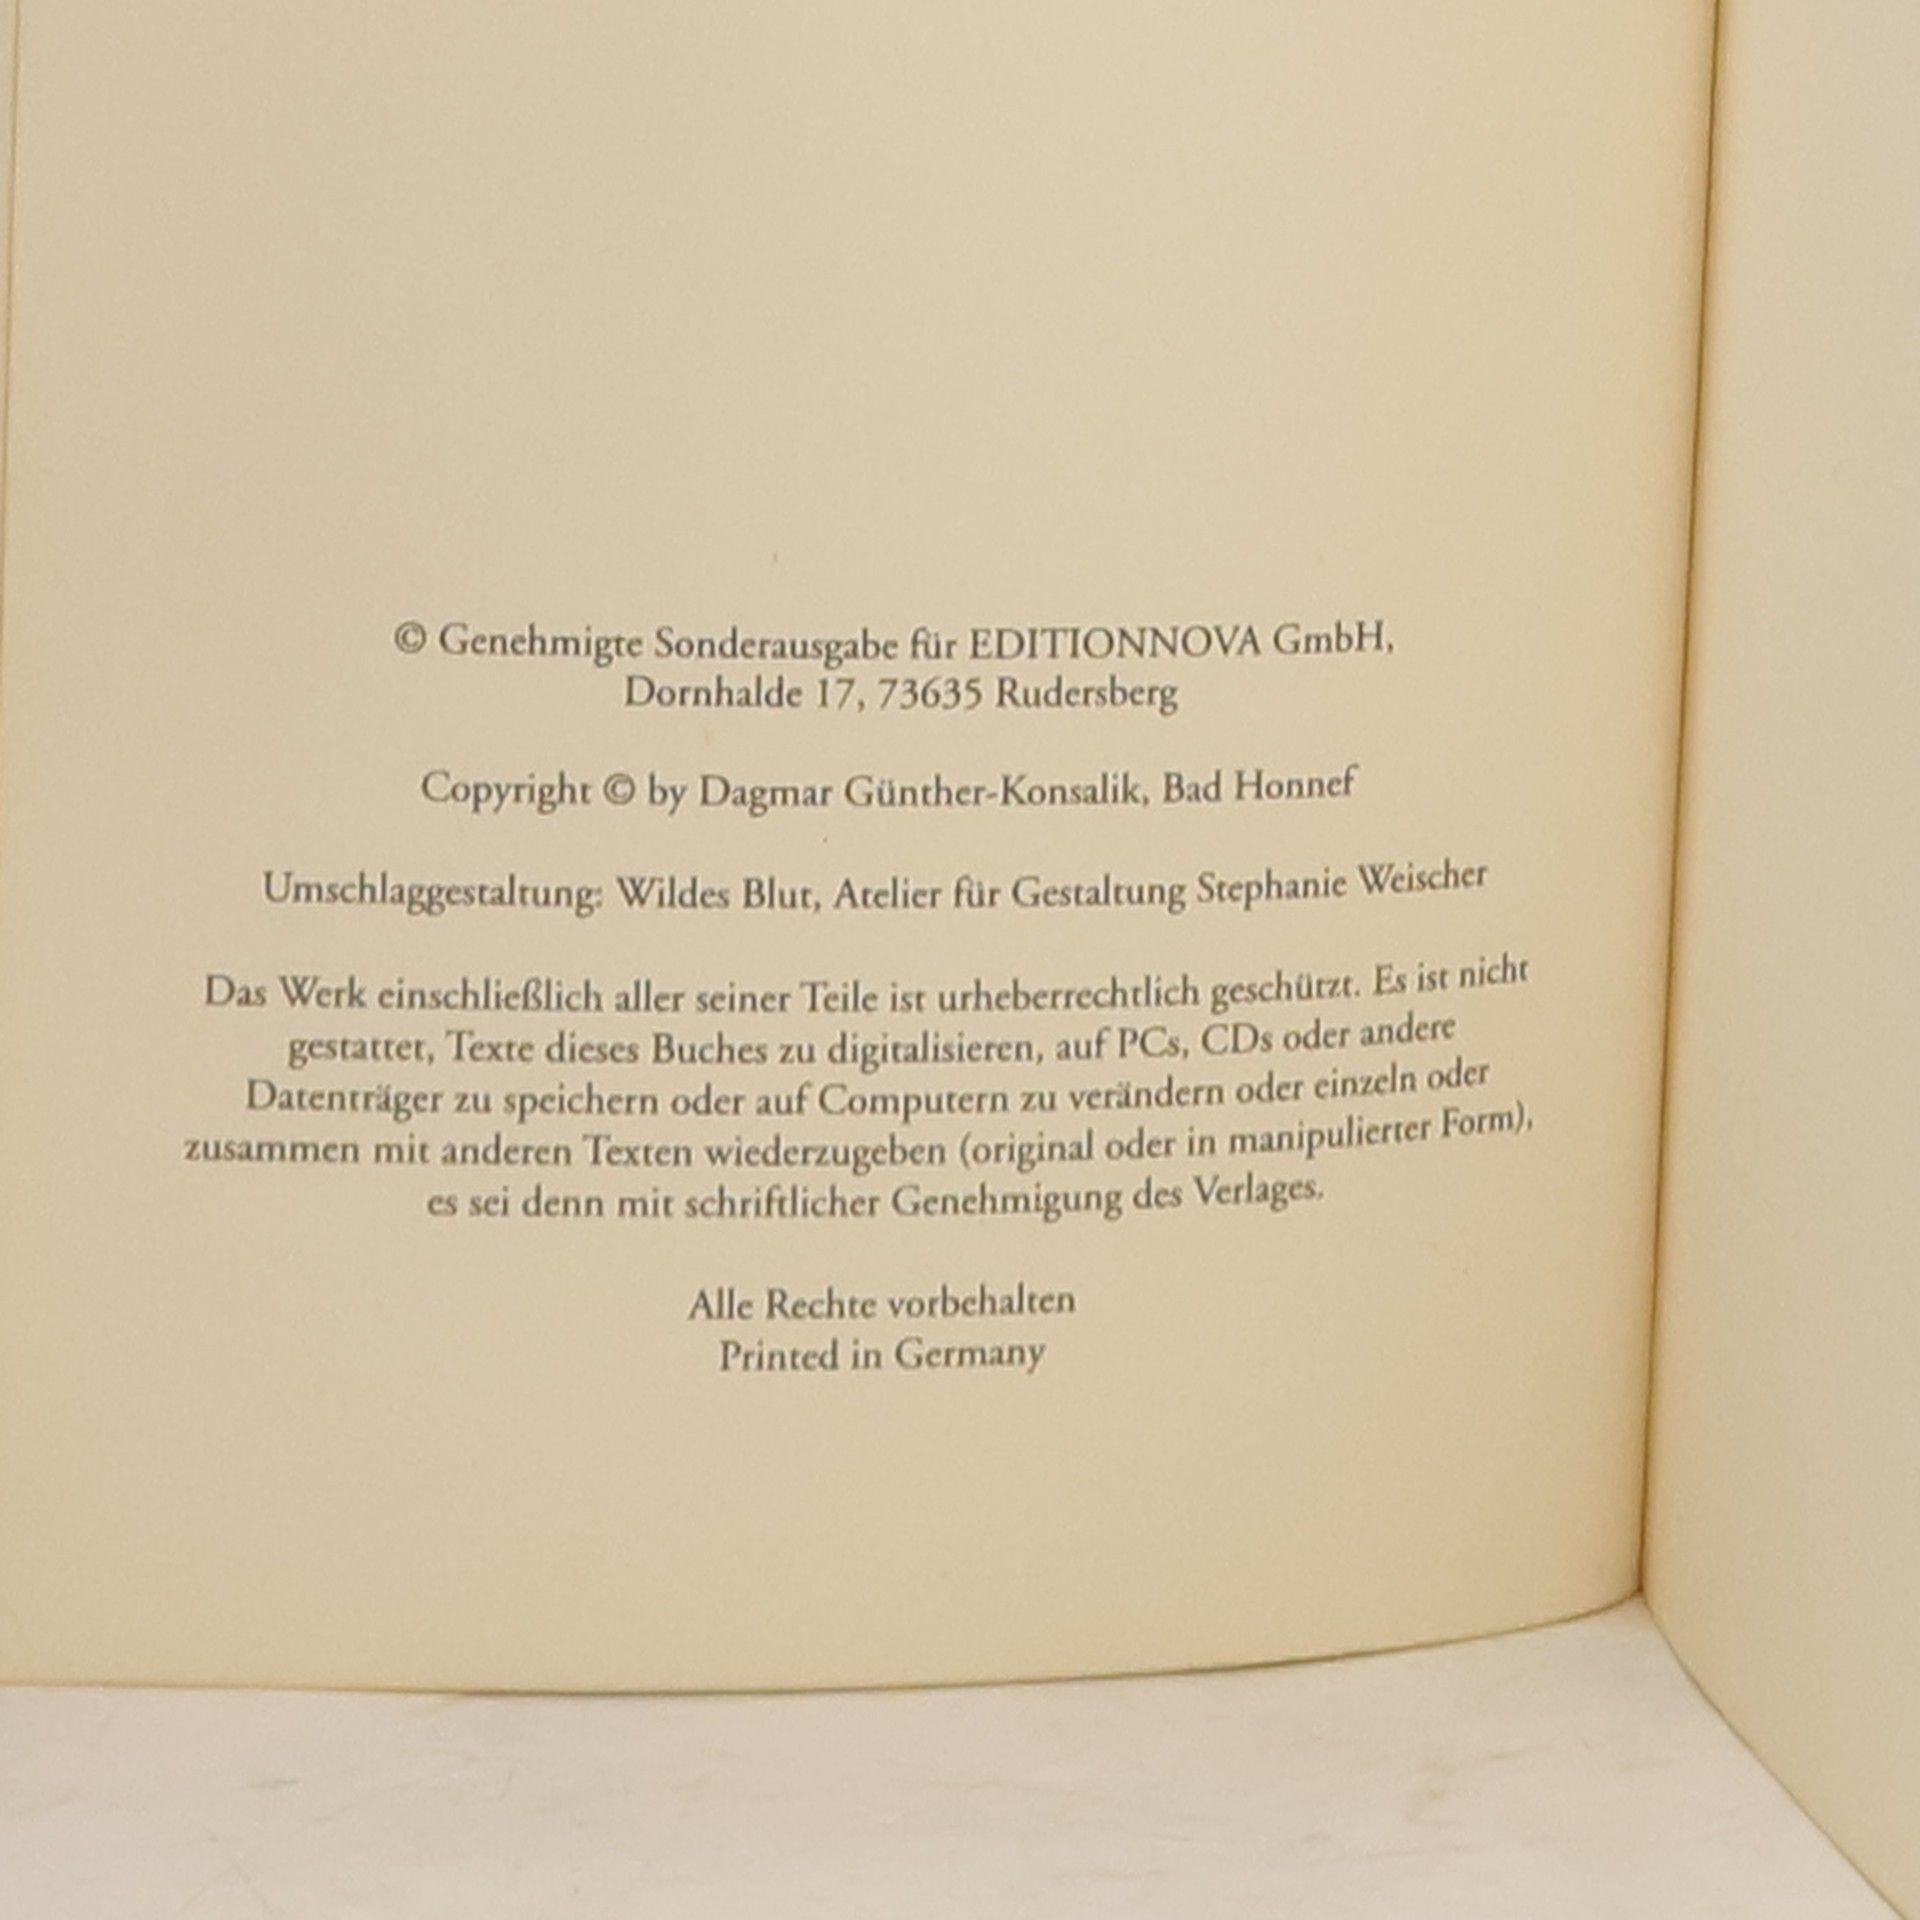 © Genehmigte Sonderausgabe für EDITIONNOVA GmbH,
Dornhalde 17, 73635 Rudersberg
Copyright © by Dagmar Günther-Konsalik, Bad Honnef
Umschlaggestaltung: Wildes Blut, Atelier für Gestaltung Stephanie Weischer
Das Werk einschließlich aller seiner Teile ist urheberrechtlich geschützt. Es ist nicht
gestattet, Texte dieses Buches zu digitalisieren, auf PCs, CDs oder andere
Datenträger zu speichern oder auf Computern zu verändern oder einzeln oder
zusammen mit anderen Texten wiederzugeben (original oder in manipulierter Form),
es sei denn mit schriftlicher Genehmigung des Verlages.
Alle Rechte vorbehalten
Printed in Germany